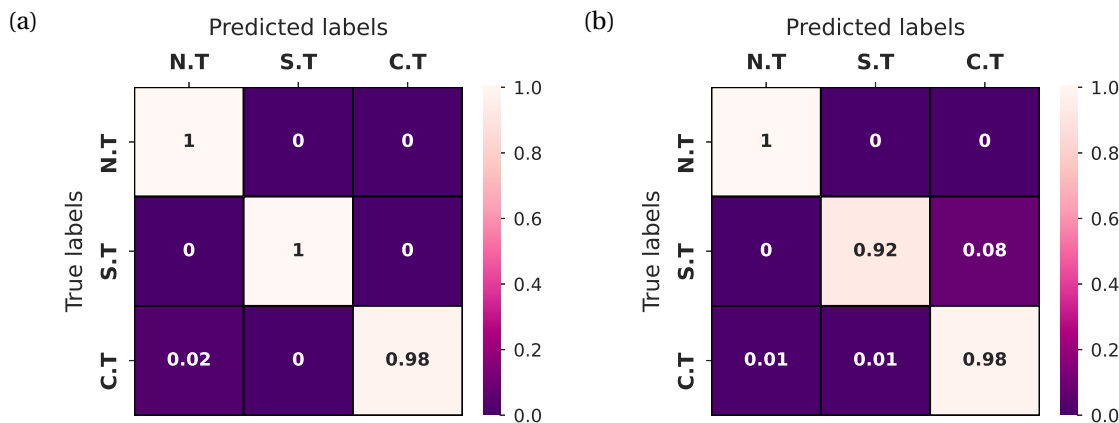 (a)
Predicted labels
N.T S.T C.T
True labels
N.T 1 0 0
S.T 0 1 0
C.T 0.02 0 0.98
1.0
0.8
0.6
0.4
0.2
0.0
(b)
Predicted labels
N.T S.T C.T
True labels
N.T 1 0 0
S.T 0 0.92 0.08
C.T 0.01 0.01 0.98
1.0
0.8
0.6
0.4
0.2
0.0